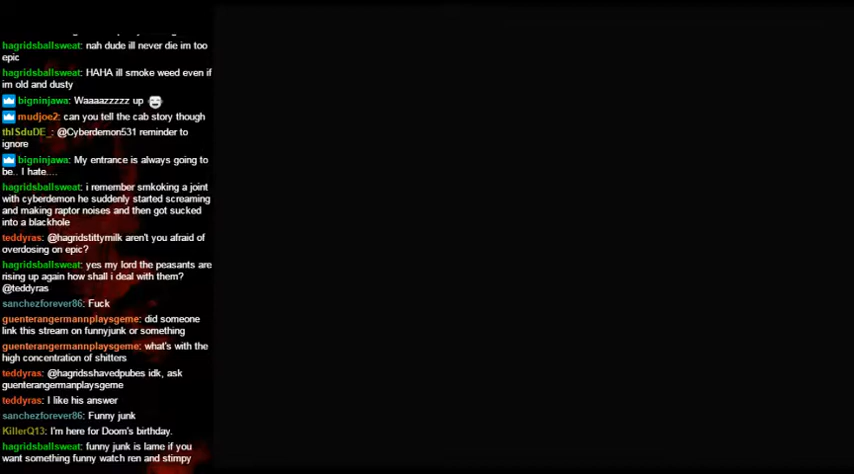 hagridsballsweat: nah dude ill never die im too
epic
hagridsballsweat: HAHA ill smoke weed even if
im old and dusty
bigninjawa: Waaaazzzzz up
mudjoe2: can you tell the cab story though
thISduDE_: @Cyberdemon531 reminder to
ignore
bigninjawa: My entrance is always going to
be.. I hate....
hagridsballsweat: i remember smkoking a joint
with cyberdemon he suddenly started screaming
and making raptor noises and then got sucked
into a blackhole
teddyras: @hagridstittymilk aren't you afraid of
overdosing on epic?
hagridsballsweat: yes my lord the peasants are
rising up again how shall i deal with them?
@teddyras
sanchezforever86: Fuck
guenterangermannplaysgeme: did someone
link this stream on funnyjunk or something
guenterangermannplaysgeme: what's with the
high concentration of shitters
teddyras: @hagridsshavedpubes idk, ask
guenterangermanplaysgeme
teddyras: I like his answer
sanchezforever86: Funny junk
KillerQ13: I'm here for Doom's birthday.
hagridsballsweat: funny junk is lame if you
want something funny watch ren and stimpy